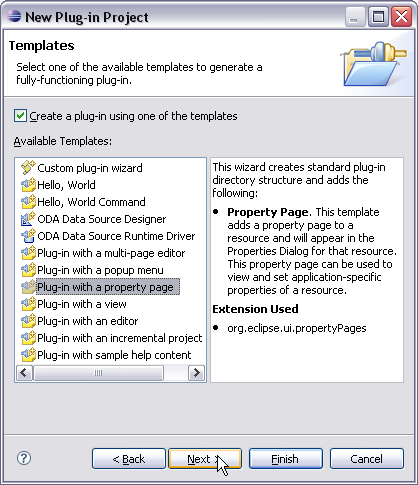 New Plug-in Project
Templates
Select one of the available templates to generate a
fully-functioning plug-in.
Create a plug-in using one of the templates
Available Templates:
Custom plug-in wizard
Hello, World
Hello, World Command
ODA Data Source Designer
ODA Data Source Runtime Driver
Plug-in with a multi-page editor
Plug-in with a popup menu
Plug-in with a property page
Plug-in with a view
Plug-in with an editor
Plug-in with an incremental project
Plug-in with sample help content
This wizard creates standard plug-in
directory structure and adds the
following:
• Property Page. This template
adds a property page to a
resource and will appear in the
Properties Dialog for that resource.
This property page can be used to
view and set application-specific
properties of a resource.
Extension Used
• org.eclipse.ui.propertyPages
?
< Back
Next >
Finish
Cancel